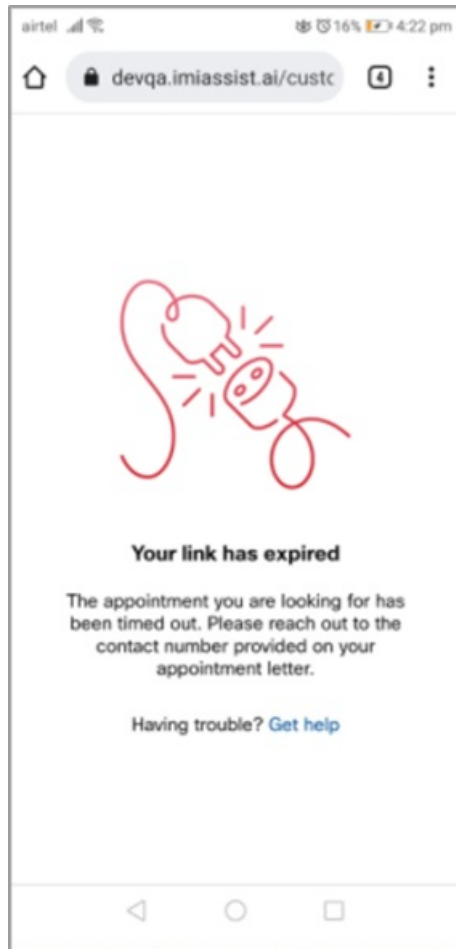 airtel 16% 4:22 pm
devqa.imiassist.ai/custc 4
Your link has expired
The appointment you are looking for has
been timed out. Please reach out to the
contact number provided on your
appointment letter.
Having trouble? Get help